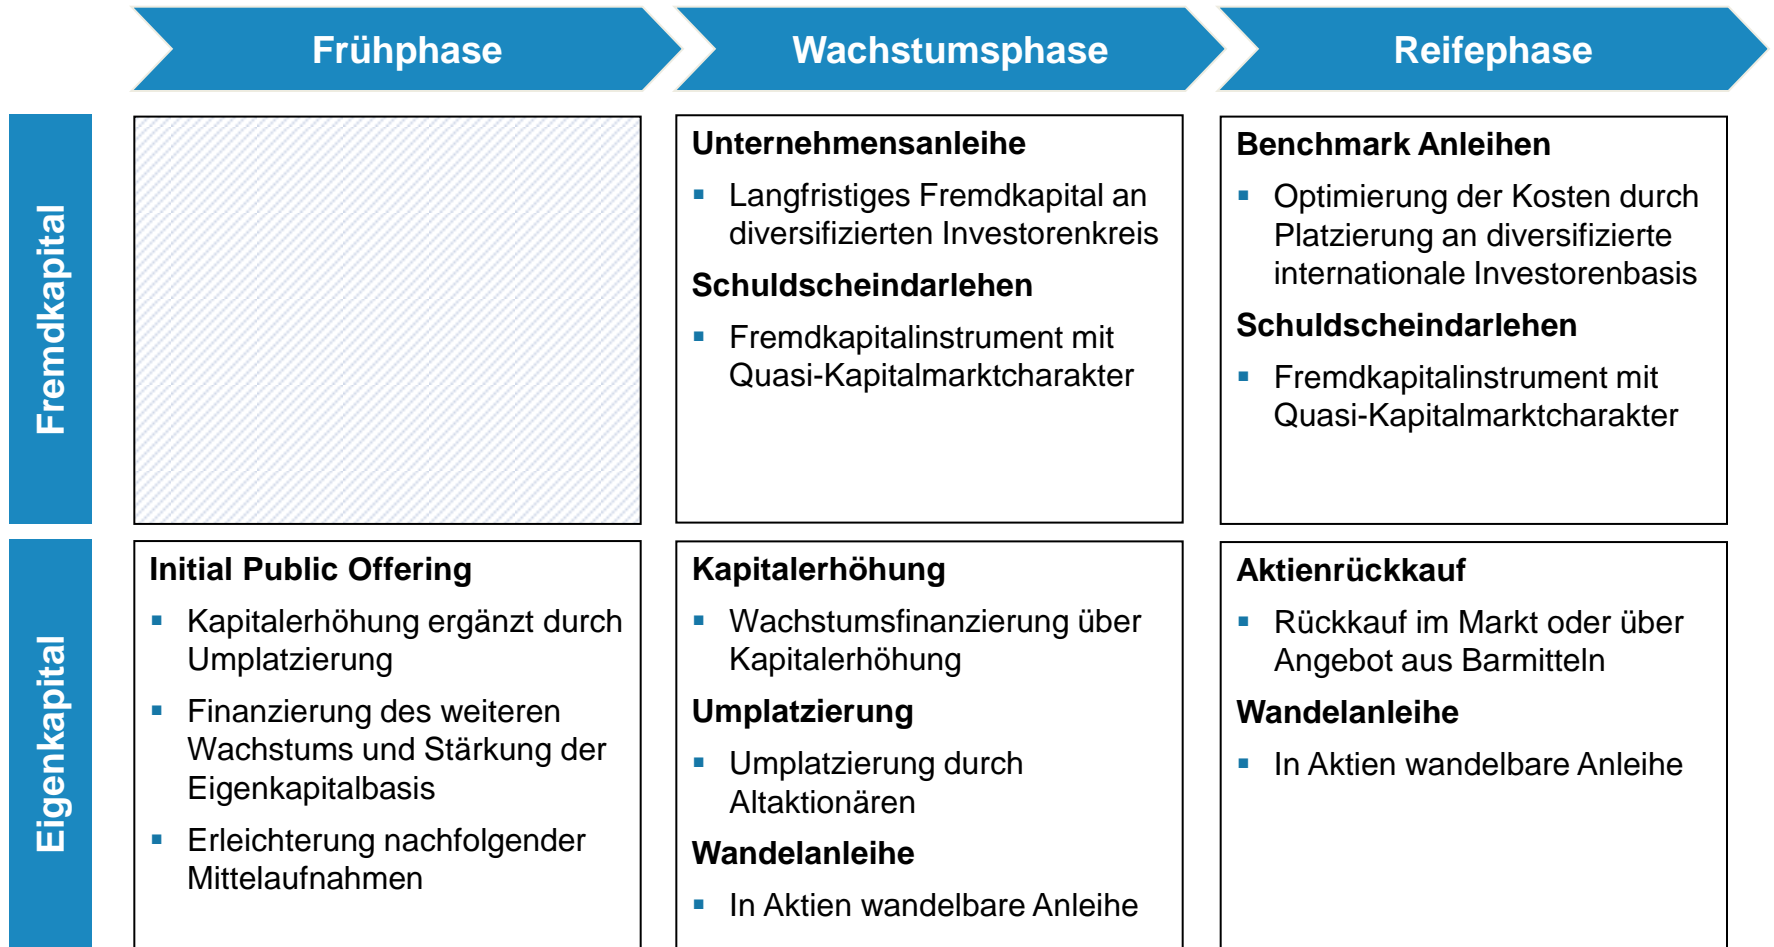 Frühphase
Wachstumsphase
Reifephase
Fremdkapital
Unternehmensanleihe
Langfristiges Fremdkapital an
diversifizierten Investorenkreis
Schuldscheindarlehen
Fremdkapitalinstrument mit
Quasi-Kapitalmarktcharakter
Benchmark Anleihen
Optimierung der Kosten durch
Platzierung an diversifizierte
internationale Investorenbasis
Schuldscheindarlehen
Fremdkapitalinstrument mit
Quasi-Kapitalmarktcharakter
Eigenkapital
Initial Public Offering
Kapitalerhöhung ergänzt durch
Umplatzierung
Finanzierung des weiteren
Wachstums und Stärkung der
Eigenkapitalbasis
Erleichterung nachfolgender
Mittelaufnahmen
Kapitalerhöhung
Wachstumsfinanzierung über
Kapitalerhöhung
Umplatzierung
Umplatzierung durch
Altaktionären
Wandelanleihe
In Aktien wandelbare Anleihe
Aktienrückkauf
Rückkauf im Markt oder über
Angebot aus Barmitteln
Wandelanleihe
In Aktien wandelbare Anleihe